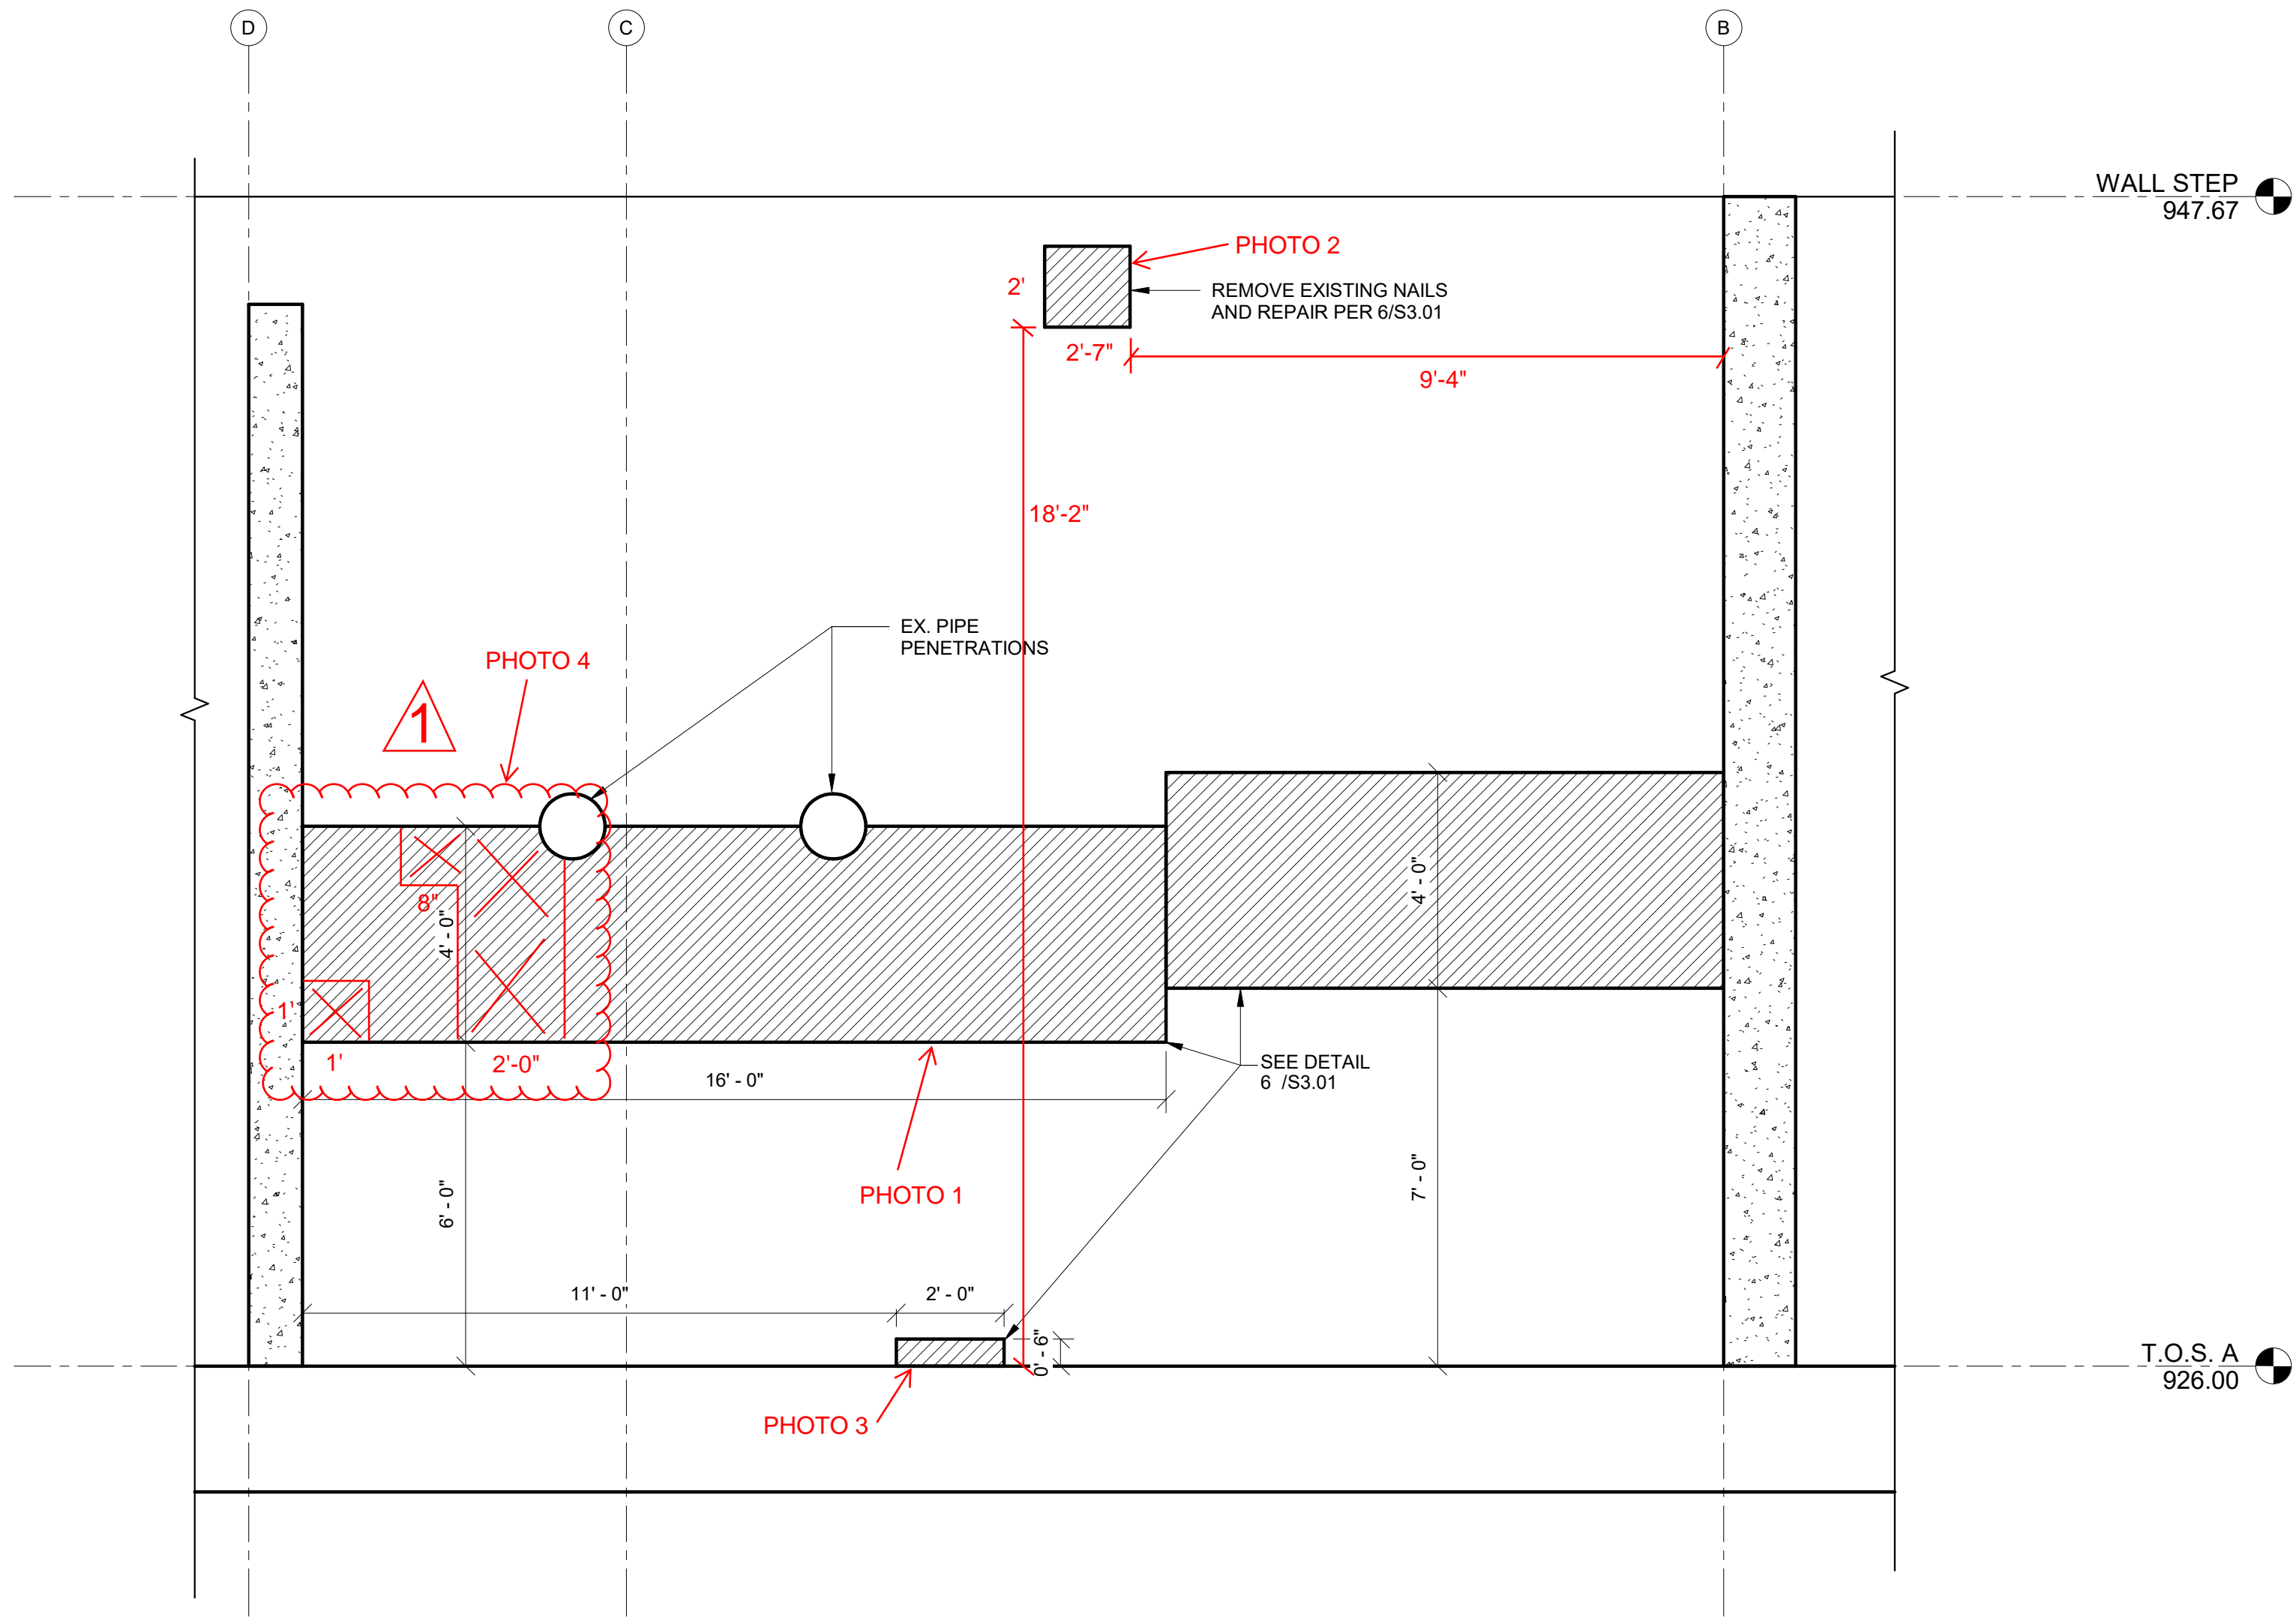 D
C
B
WALL STEP
947.67
PHOTO 2
2'
REMOVE EXISTING NAILS
AND REPAIR PER 6/S3.01
2'-7"
9'-4"
18'-2"
EX. PIPE
PENETRATIONS
PHOTO 4
1
8"
4' - 0"
4' - 0"
1'
1'
2'-0"
16' - 0"
SEE DETAIL
6 /S3.01
PHOTO 1
6' - 0"
7' - 0"
11' - 0"
2' - 0"
0' - 6"
T.O.S. A
926.00
PHOTO 3